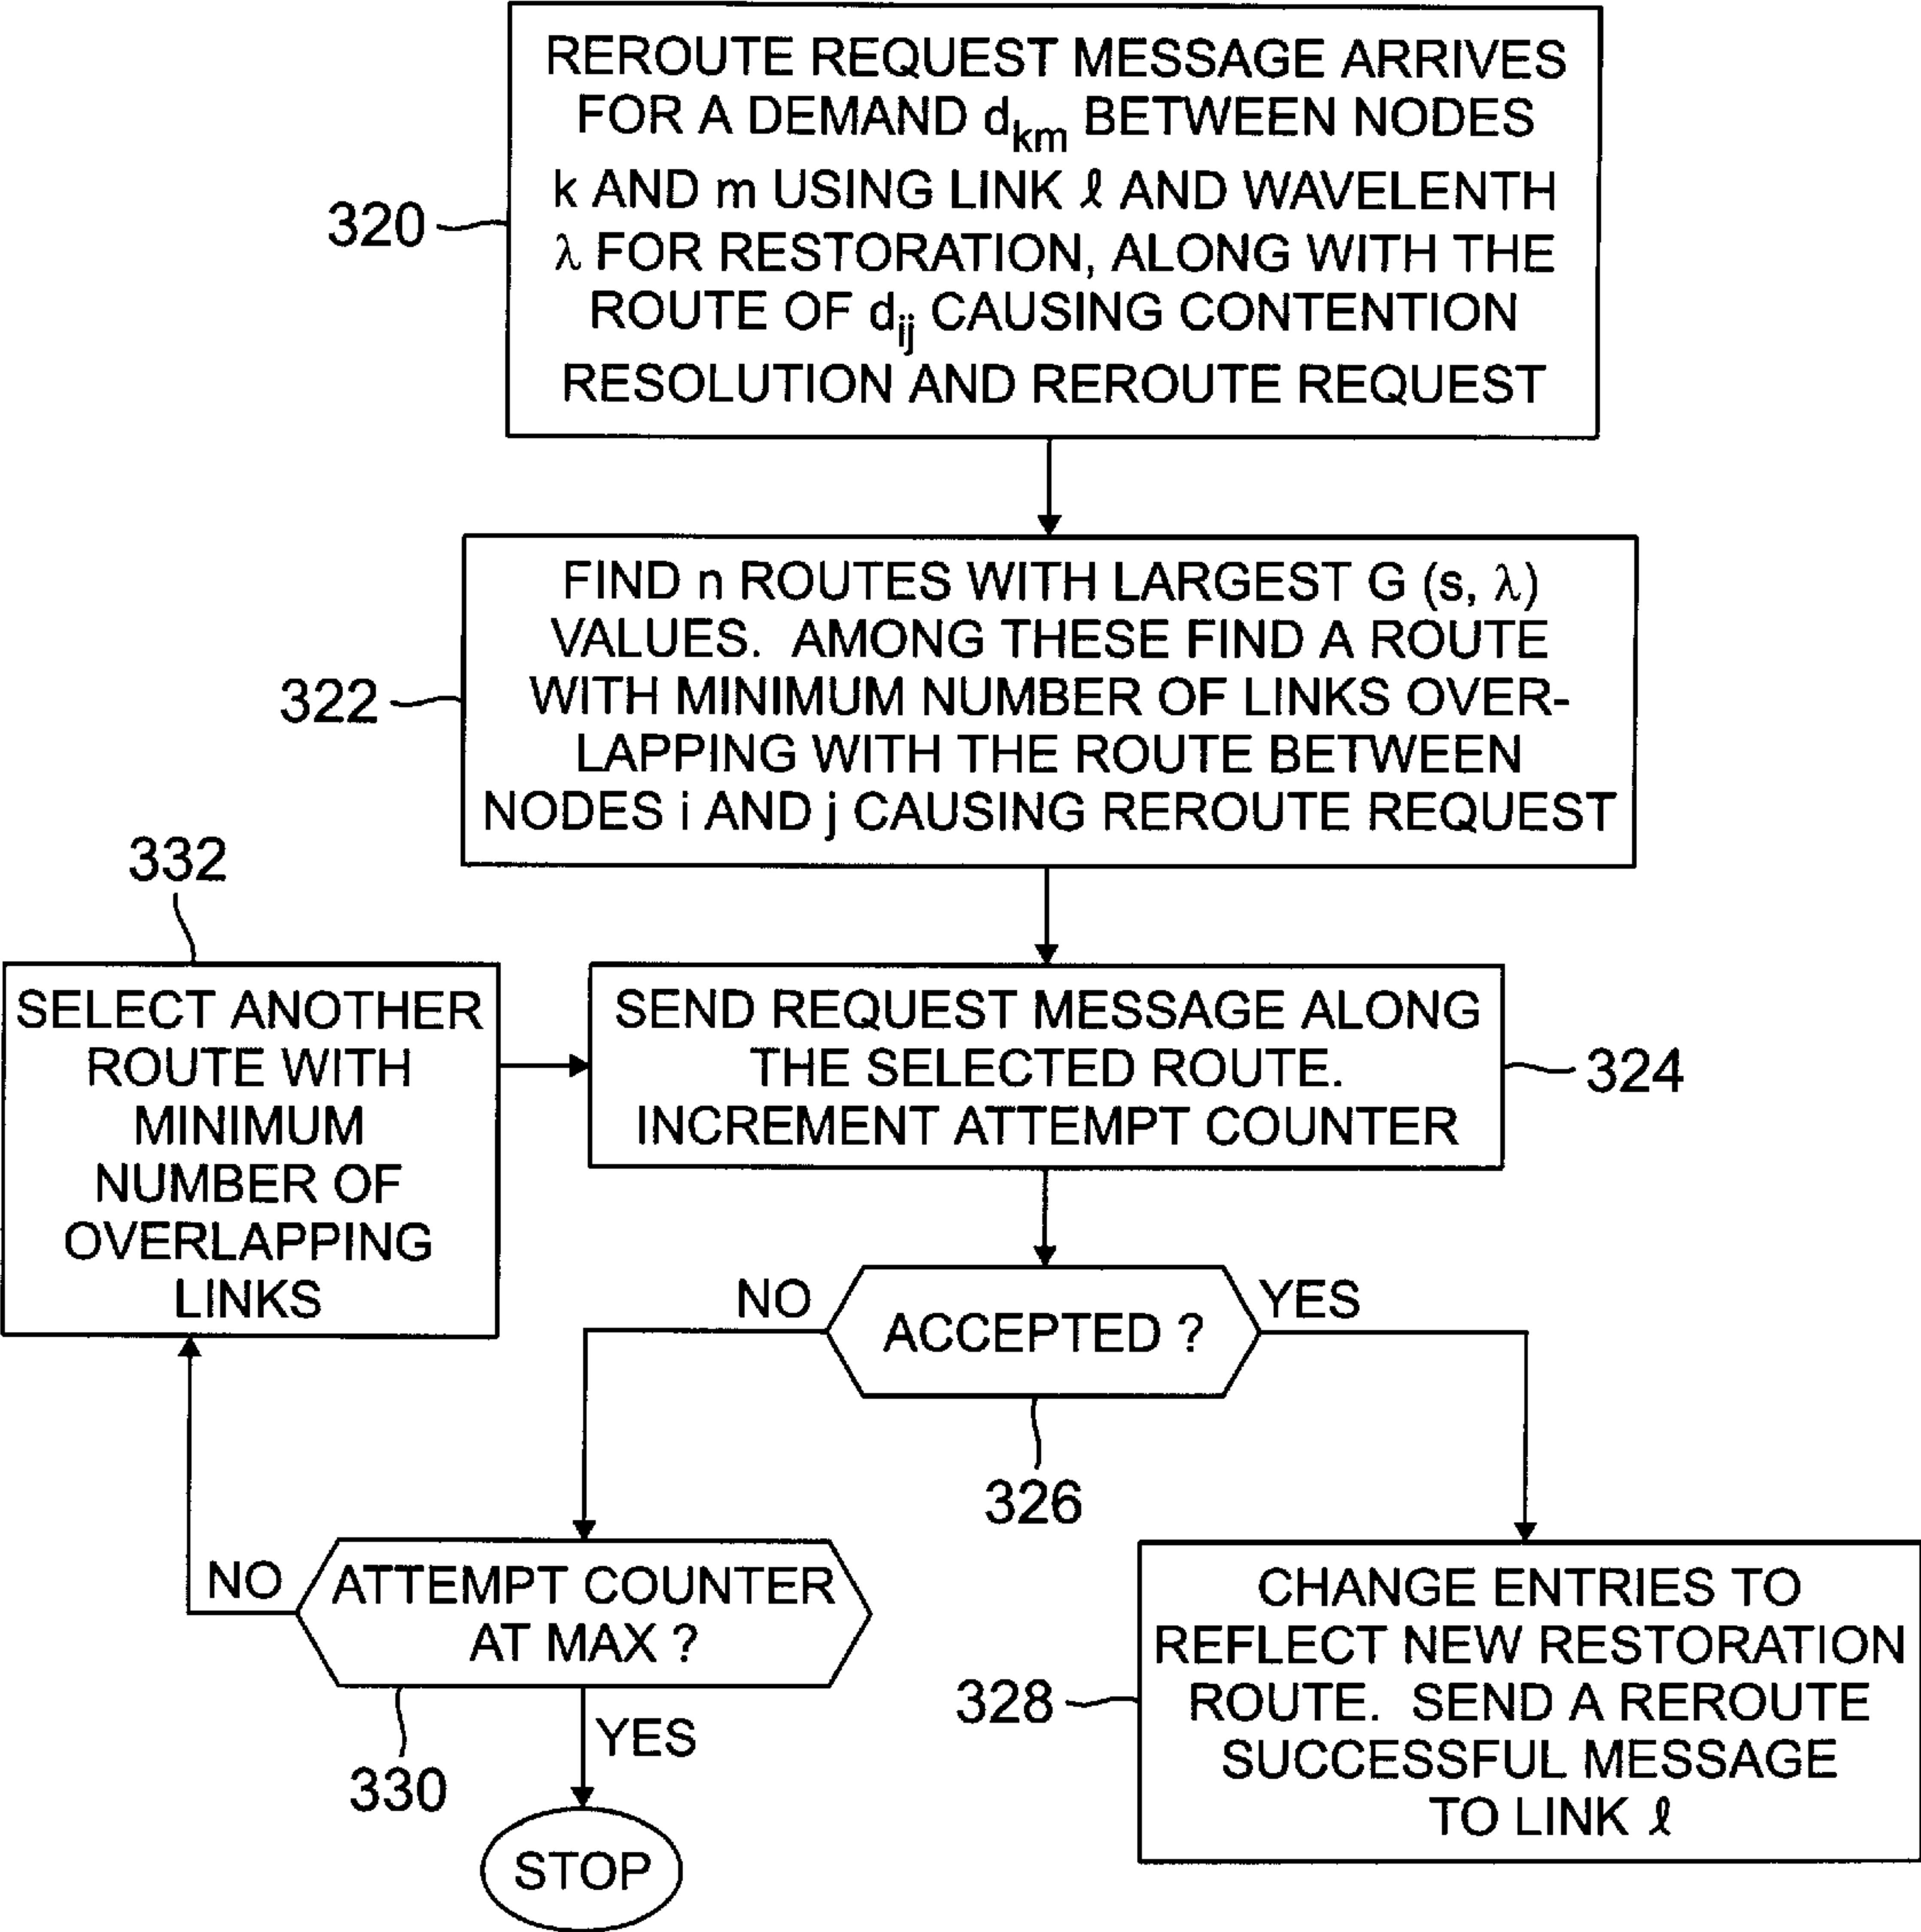 REROUTE REQUEST MESSAGE ARRIVES
FOR A DEMAND dkm BETWEEN NODES
k AND m USING LINK ℓ AND WAVELENTH
λ FOR RESTORATION, ALONG WITH THE
ROUTE OF dij CAUSING CONTENTION
RESOLUTION AND REROUTE REQUEST
320
FIND n ROUTES WITH LARGEST G (s, λ)
VALUES. AMONG THESE FIND A ROUTE
WITH MINIMUM NUMBER OF LINKS OVER-
LAPPING WITH THE ROUTE BETWEEN
NODES i AND j CAUSING REROUTE REQUEST
322
332
SELECT ANOTHER
ROUTE WITH
MINIMUM
NUMBER OF
OVERLAPPING
LINKS
SEND REQUEST MESSAGE ALONG
THE SELECTED ROUTE.
INCREMENT ATTEMPT COUNTER
324
NO
ACCEPTED ?
YES
326
NO
ATTEMPT COUNTER
AT MAX ?
330
YES
STOP
CHANGE ENTRIES TO
REFLECT NEW RESTORATION
ROUTE. SEND A REROUTE
SUCCESSFUL MESSAGE
TO LINK ℓ
328